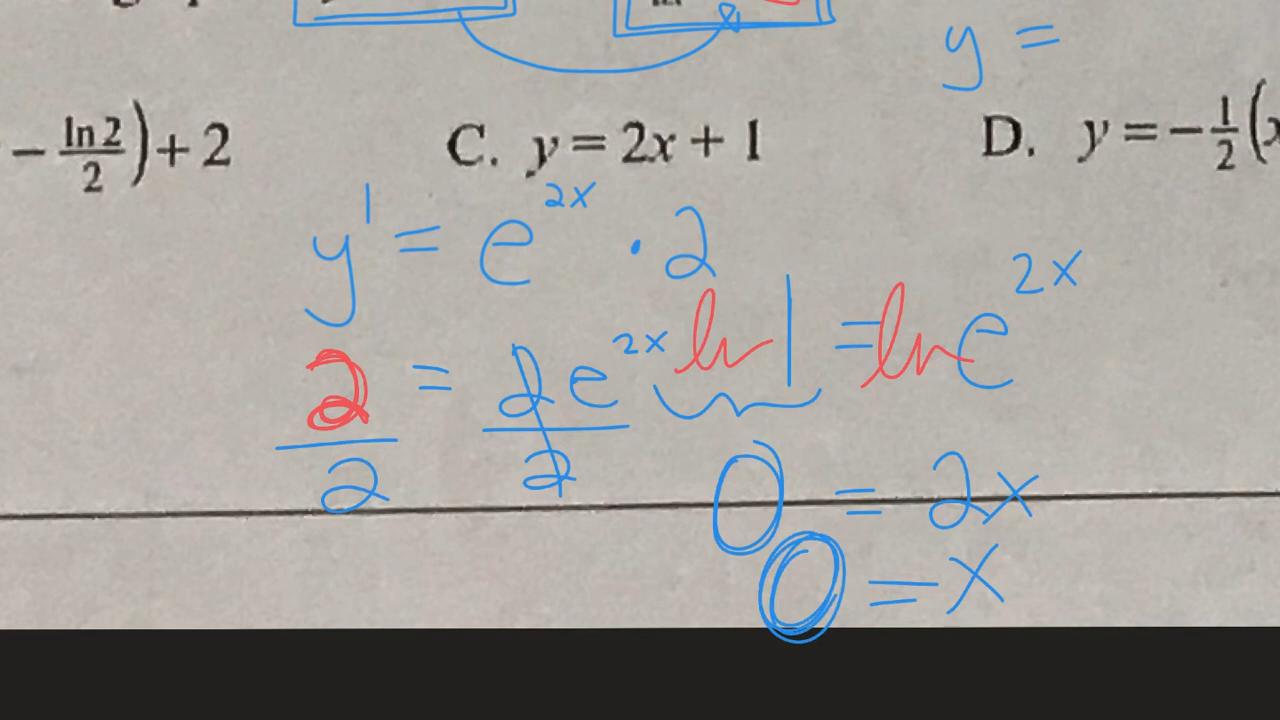 y =
- ln 2/2) + 2 C. y = 2x + 1 D. y = -1/2(x
y' = e^{2x} · 2
2/2 = 2e^{2x}/2 ln 1 = ln e^{2x}
0 = 2x
0 = x